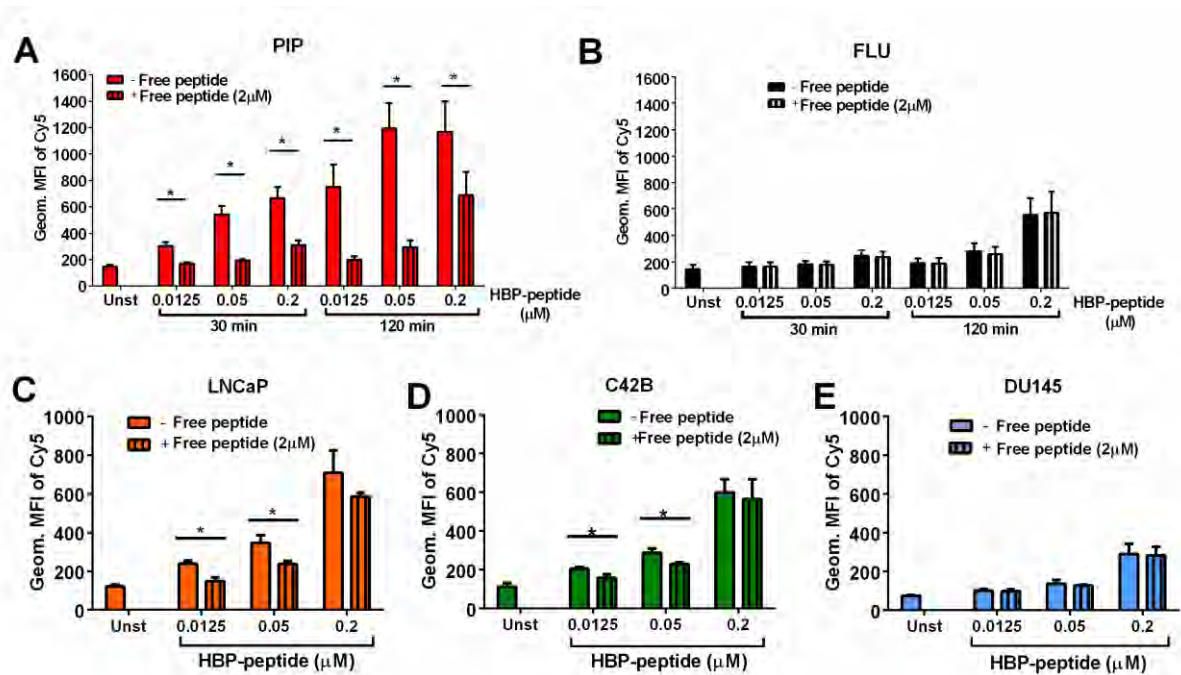 A
PIP
Geom. MFI of Cy5
1600
1400
1200
1000
800
600
400
200
0
- Free peptide
+ Free peptide (2μM)
*
*
*
*
*
*
Unst
0.0125
0.05
0.2
0.0125
0.05
0.2
HBP-peptide
(μM)
30 min
120 min
B
FLU
Geom. MFI of Cy5
1600
1400
1200
1000
800
600
400
200
0
- Free peptide
+Free peptide (2μM)
Unst
0.0125
0.05
0.2
0.0125
0.05
0.2
HBP-peptide
(μM)
30 min
120 min
C
LNCaP
Geom. MFI of Cy5
1000
800
600
400
200
0
- Free peptide
+ Free peptide (2μM)
*
*
Unst
0.0125
0.05
0.2
HBP-peptide (μM)
D
C42B
Geom. MFI of Cy5
1000
800
600
400
200
0
- Free peptide
+Free peptide (2μM)
*
*
Unst
0.0125
0.05
0.2
HBP-peptide (μM)
E
DU145
Geom. MFI of Cy5
1000
800
600
400
200
0
- Free peptide
+ Free peptide (2μM)
Unst
0.0125
0.05
0.2
HBP-peptide (μM)